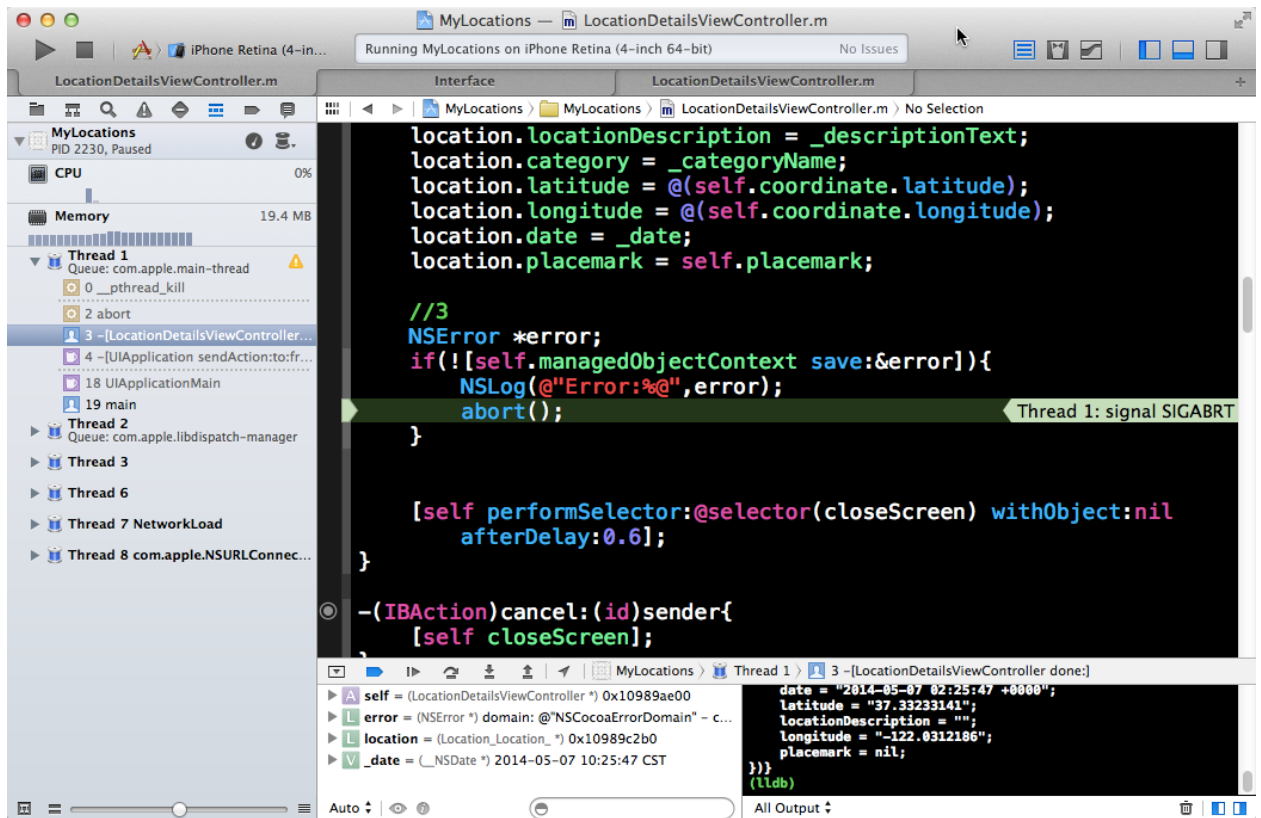 MyLocations — LocationDetailsViewController.m
iPhone Retina (4-in...
Running MyLocations on iPhone Retina (4-inch 64-bit)
No Issues
LocationDetailsViewController.m
Interface
LocationDetailsViewController.m
MyLocations
PID 2230, Paused
CPU
0%
Memory
19.4 MB
Thread 1
Queue: com.apple.main-thread
0 __pthread_kill
2 abort
3 -[LocationDetailsViewController...
4 -[UIApplication sendAction:to:fr...
18 UIApplicationMain
19 main
Thread 2
Queue: com.apple.libdispatch-manager
Thread 3
Thread 6
Thread 7 NetworkLoad
Thread 8 com.apple.NSURLConnec...
MyLocations MyLocations LocationDetailsViewController.m No Selection
location.locationDescription = _descriptionText;
location.category = _categoryName;
location.latitude = @(self.coordinate.latitude);
location.longitude = @(self.coordinate.longitude);
location.date = _date;
location.placemark = self.placemark;
//3
NSError *error;
if(![self.managedObjectContext save:&error]){
NSLog(@"Error:%@",error);
abort();
Thread 1: signal SIGABRT
}
[self performSelector:@selector(closeScreen) withObject:nil
afterDelay:0.6];
}
-(IBAction)cancel:(id)sender{
[self closeScreen];
MyLocations Thread 1 3 -[LocationDetailsViewController done:]
A self = (LocationDetailsViewController *) 0x10989ae00
L error = (NSError *) domain: @"NSCocoaErrorDomain" - c...
L location = (Location_Location_ *) 0x10989c2b0
V _date = (__NSDate *) 2014-05-07 10:25:47 CST
Auto
date = "2014-05-07 02:25:47 +0000";
latitude = "37.33233141";
locationDescription = "";
longitude = "-122.0312186";
placemark = nil;
})}
(lldb)
All Output